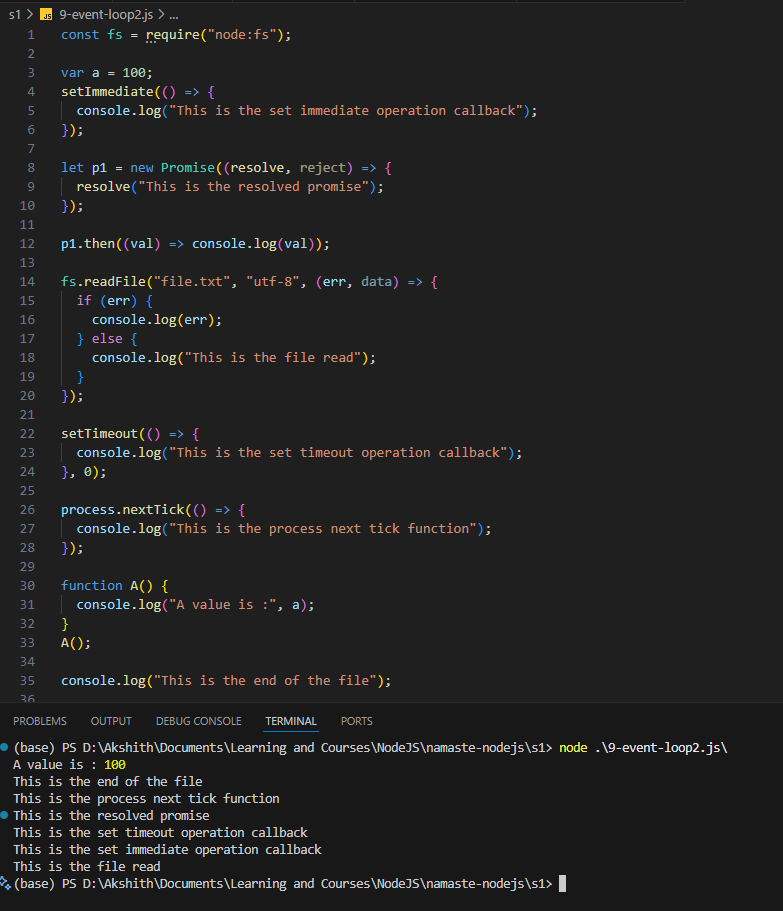 s1 > JS 9-event-loop2.js > ...
1 const fs = require("node:fs");
2
3 var a = 100;
4 setImmediate(() => {
5   console.log("This is the set immediate operation callback");
6 });
7
8 let p1 = new Promise((resolve, reject) => {
9   resolve("This is the resolved promise");
10 });
11
12 p1.then((val) => console.log(val));
13
14 fs.readFile("file.txt", "utf-8", (err, data) => {
15   if (err) {
16     console.log(err);
17   } else {
18     console.log("This is the file read");
19   }
20 });
21
22 setTimeout(() => {
23   console.log("This is the set timeout operation callback");
24 }, 0);
25
26 process.nextTick(() => {
27   console.log("This is the process next tick function");
28 });
29
30 function A() {
31   console.log("A value is :", a);
32 }
33 A();
34
35 console.log("This is the end of the file");
36
PROBLEMS OUTPUT DEBUG CONSOLE TERMINAL PORTS
(base) PS D:\Akshith\Documents\Learning and Courses\NodeJS\namaste-nodejs\s1> node .\9-event-loop2.js\
A value is : 100
This is the end of the file
This is the process next tick function
This is the resolved promise
This is the set timeout operation callback
This is the set immediate operation callback
This is the file read
(base) PS D:\Akshith\Documents\Learning and Courses\NodeJS\namaste-nodejs\s1>